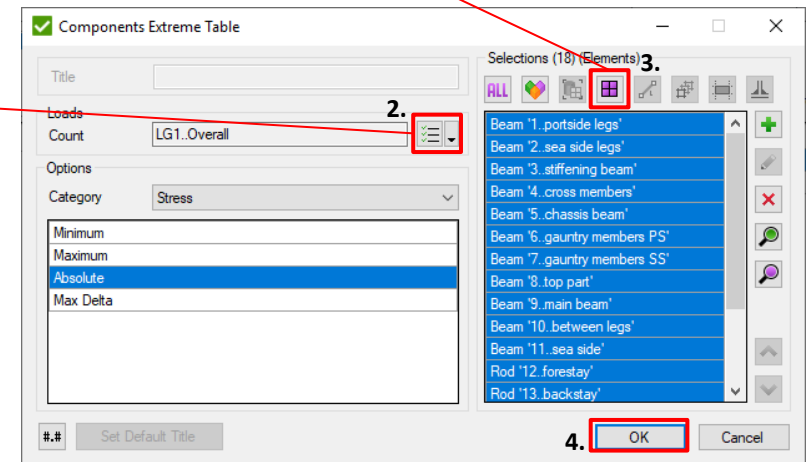 Components Extreme Table
Title
Loads
Count
LG1..Overall
2.
Options
Category
Stress
Minimum
Maximum
Absolute
Max Delta
#.#
Set Default Title
Selections (18) (Elements)
3.
ALL
Beam '1..portside legs'
Beam '2..sea side legs'
Beam '3..stiffening beam'
Beam '4..cross members'
Beam '5..chassis beam'
Beam '6..gauntry members PS'
Beam '7..gauntry members SS'
Beam '8..top part'
Beam '9..main beam'
Beam '10..between legs'
Beam '11..sea side'
Rod '12..forestay'
Rod '13..backstay'
4.
OK
Cancel